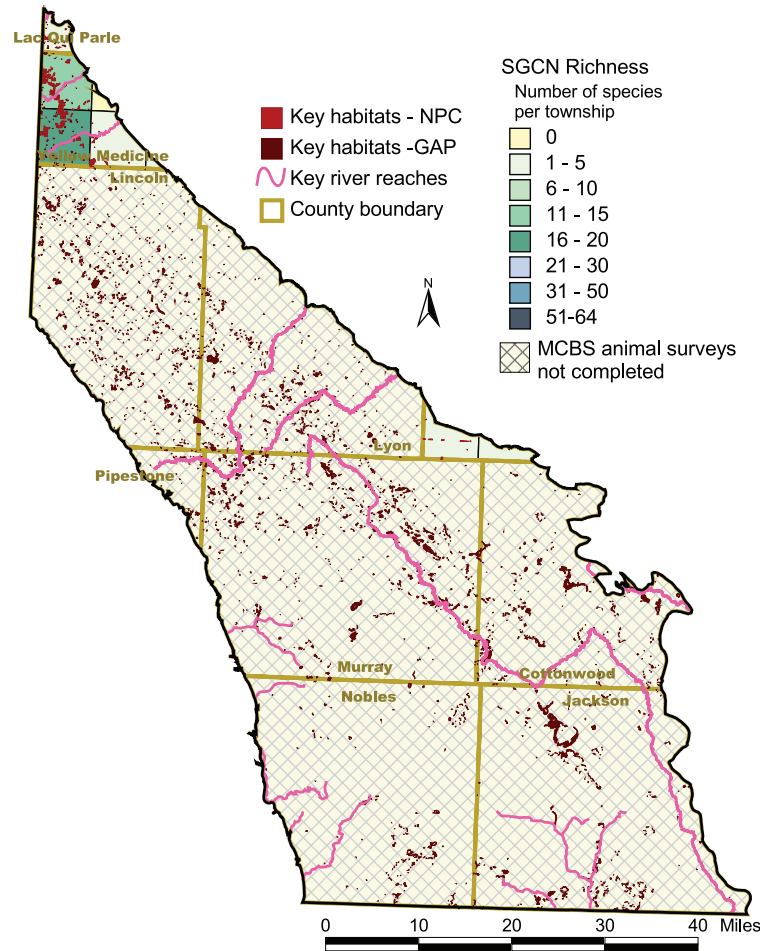 Lac Qui Parle
Yellow Medicine
Lincoln
Lyon
Pipestone
Murray
Nobles
Cottonwood
Jackson
Key habitats - NPC
Key habitats -GAP
Key river reaches
County boundary
N
SGCN Richness
Number of species
per township
0
1 - 5
6 - 10
11 - 15
16 - 20
21 - 30
31 - 50
51-64
MCBS animal surveys
not completed
0 10 20 30 40 Miles